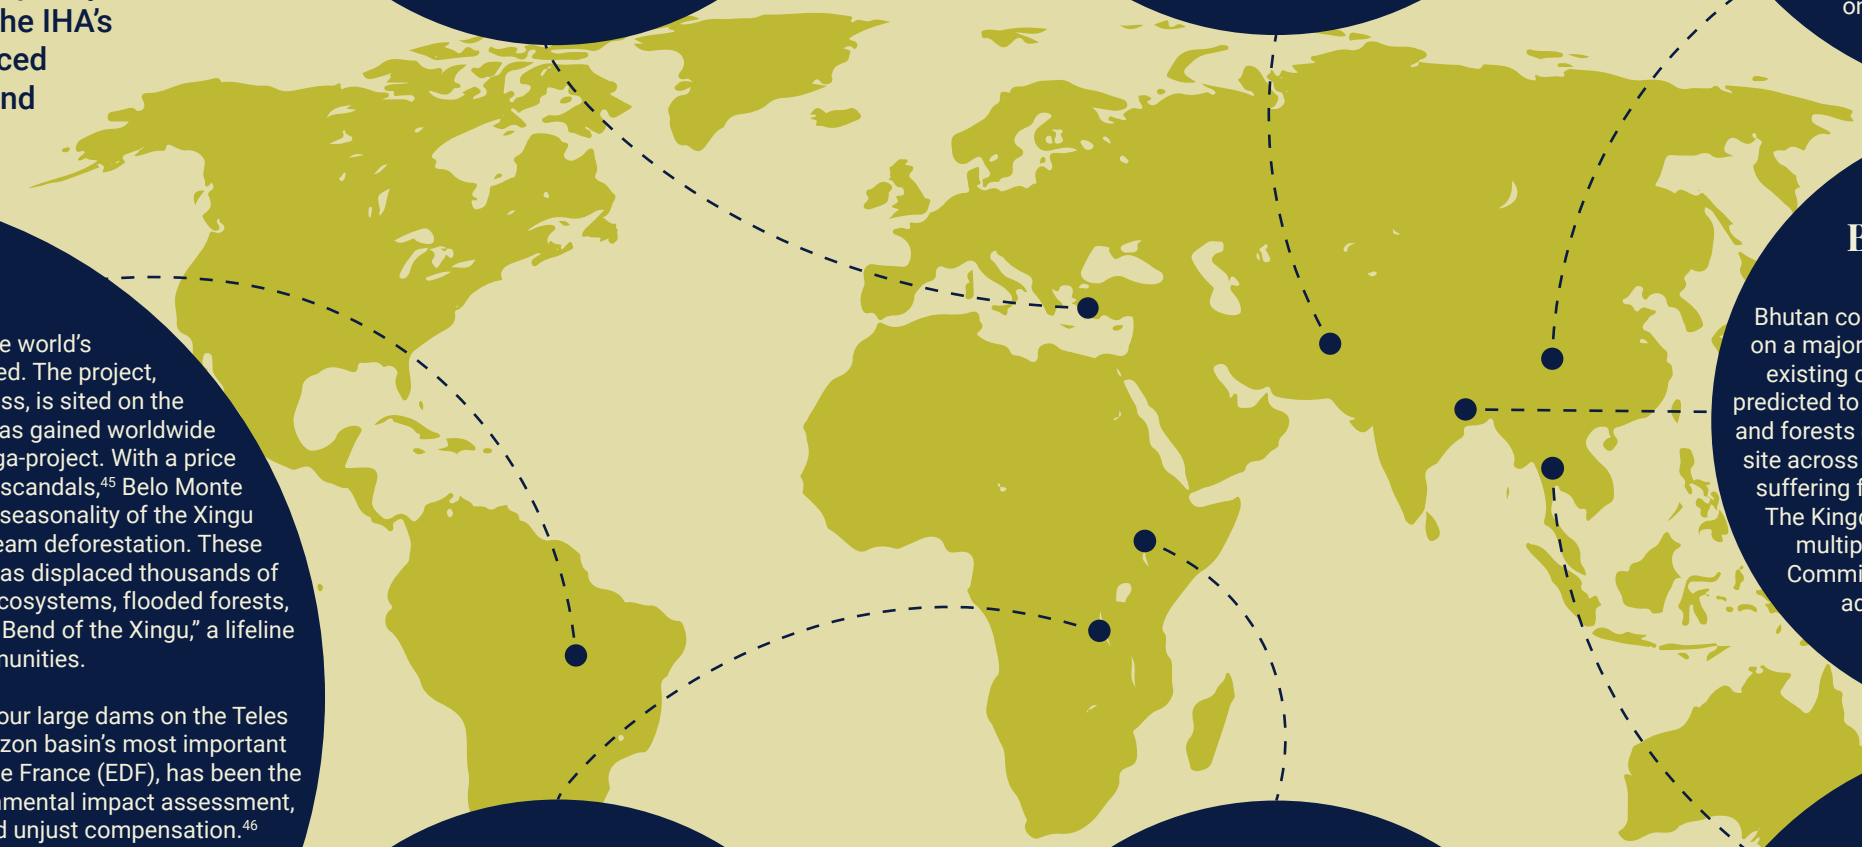 he IHA’s
ced
nd
e world’s
ed. The project,
ss, is sited on the
as gained worldwide
ga-project. With a price
scandals,45 Belo Monte
seasonality of the Xingu
eam deforestation. These
as displaced thousands of
cosystems, flooded forests,
Bend of the Xingu,” a lifeline
munities.
our large dams on the Teles
zon basin’s most important
e France (EDF), has been the
nmental impact assessment,
d unjust compensation.46
or
B
Bhutan co
on a major
existing
predicted to
and forests
site across
suffering f
The King
multip
Commi
ac